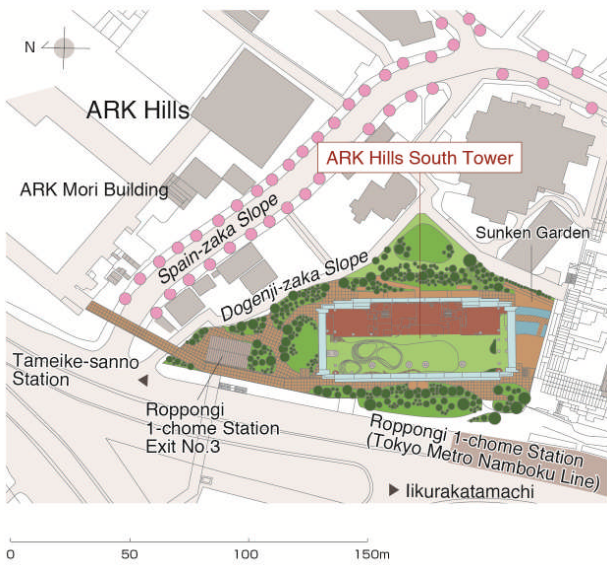 N
ARK Hills
ARK Hills South Tower
ARK Mori Building
Spain-zaka Slope
Sunken Garden
Dogenji-zaka Slope
Tameike-sanno
Station
Roppongi
1-chome Station
Exit No.3
Roppongi 1-chome Station
(Tokyo Metro Namboku Line)
Iikurakatamachi
0 50 100 150m